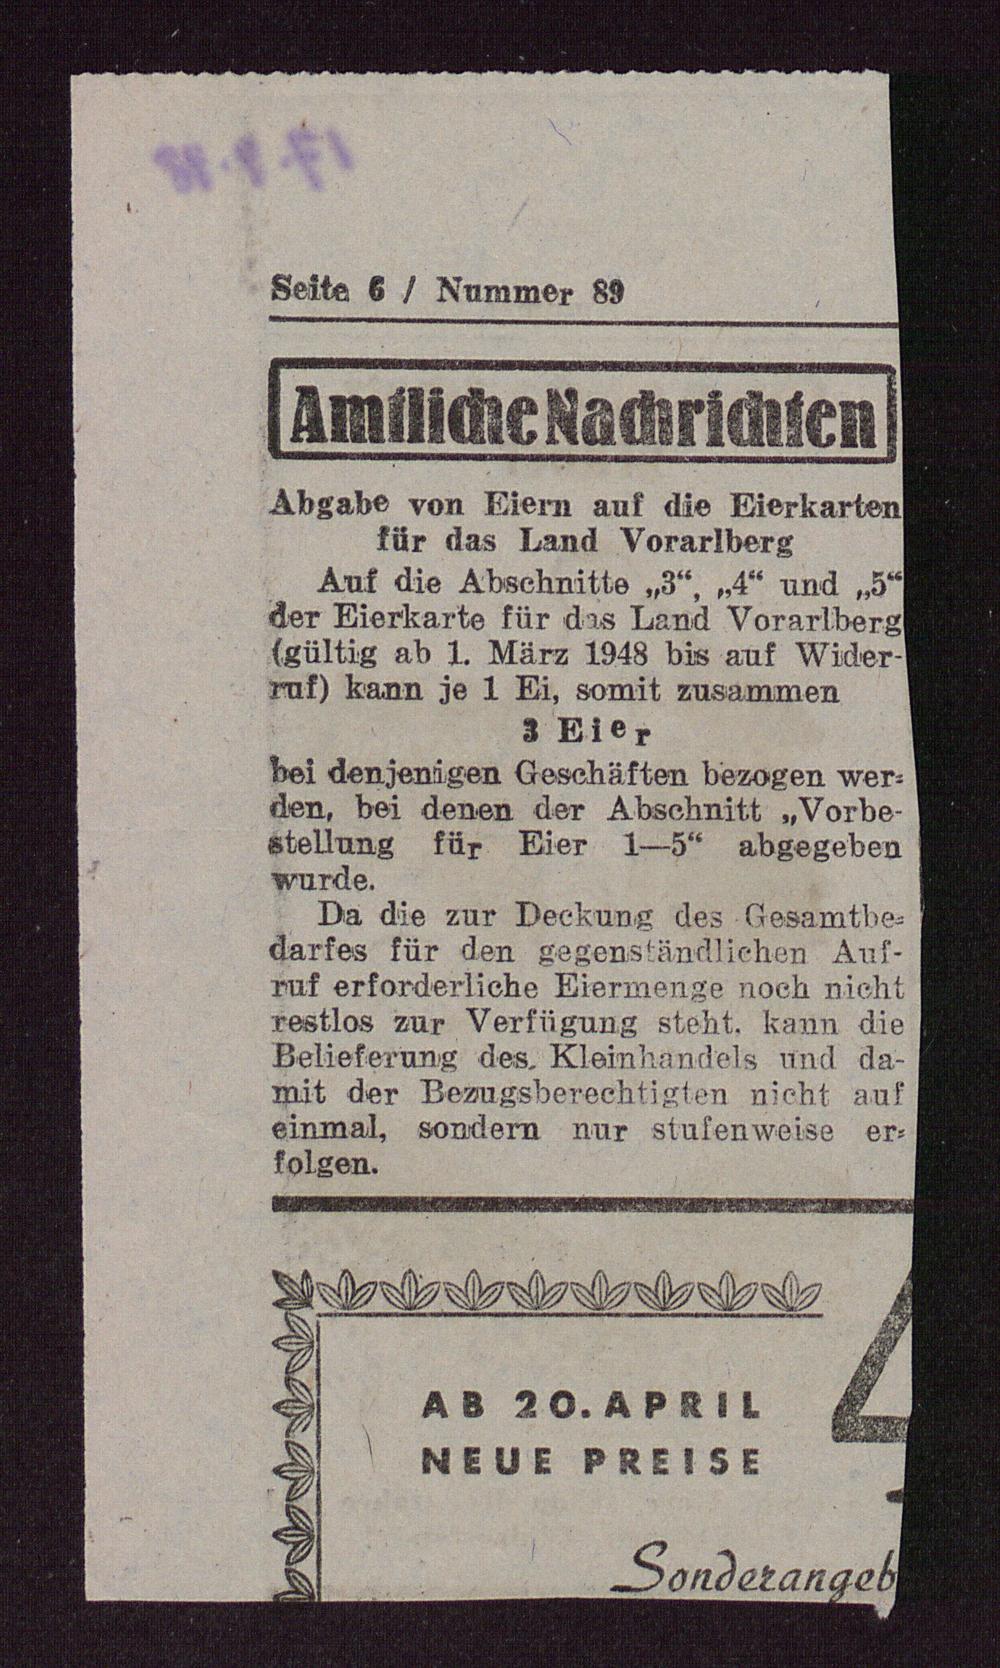 Seite 6 / Nummer 89
Amtliche Nachrichten
Abgabe von Eiern auf die Eierkarten
für das Land Vorarlberg
Auf die Abschnitte „3“, „4“ und „5“
der Eierkarte für das Land Vorarlberg
(gültig ab 1. März 1948 bis auf Wider-
ruf) kann je 1 Ei, somit zusammen
3 Eier
bei denjenigen Geschäften bezogen wer-
den, bei denen der Abschnitt „Vorbe-
stellung für Eier 1—5“ abgegeben
wurde.
Da die zur Deckung des Gesamtbe-
darfes für den gegenständlichen Auf-
ruf erforderliche Eiermenge noch nicht
restlos zur Verfügung steht, kann die
Belieferung des Kleinhandels und da-
mit der Bezugsberechtigten nicht auf
einmal, sondern nur stufenweise er-
folgen.
AB 20. APRIL
NEUE PREISE
Sonderangeb